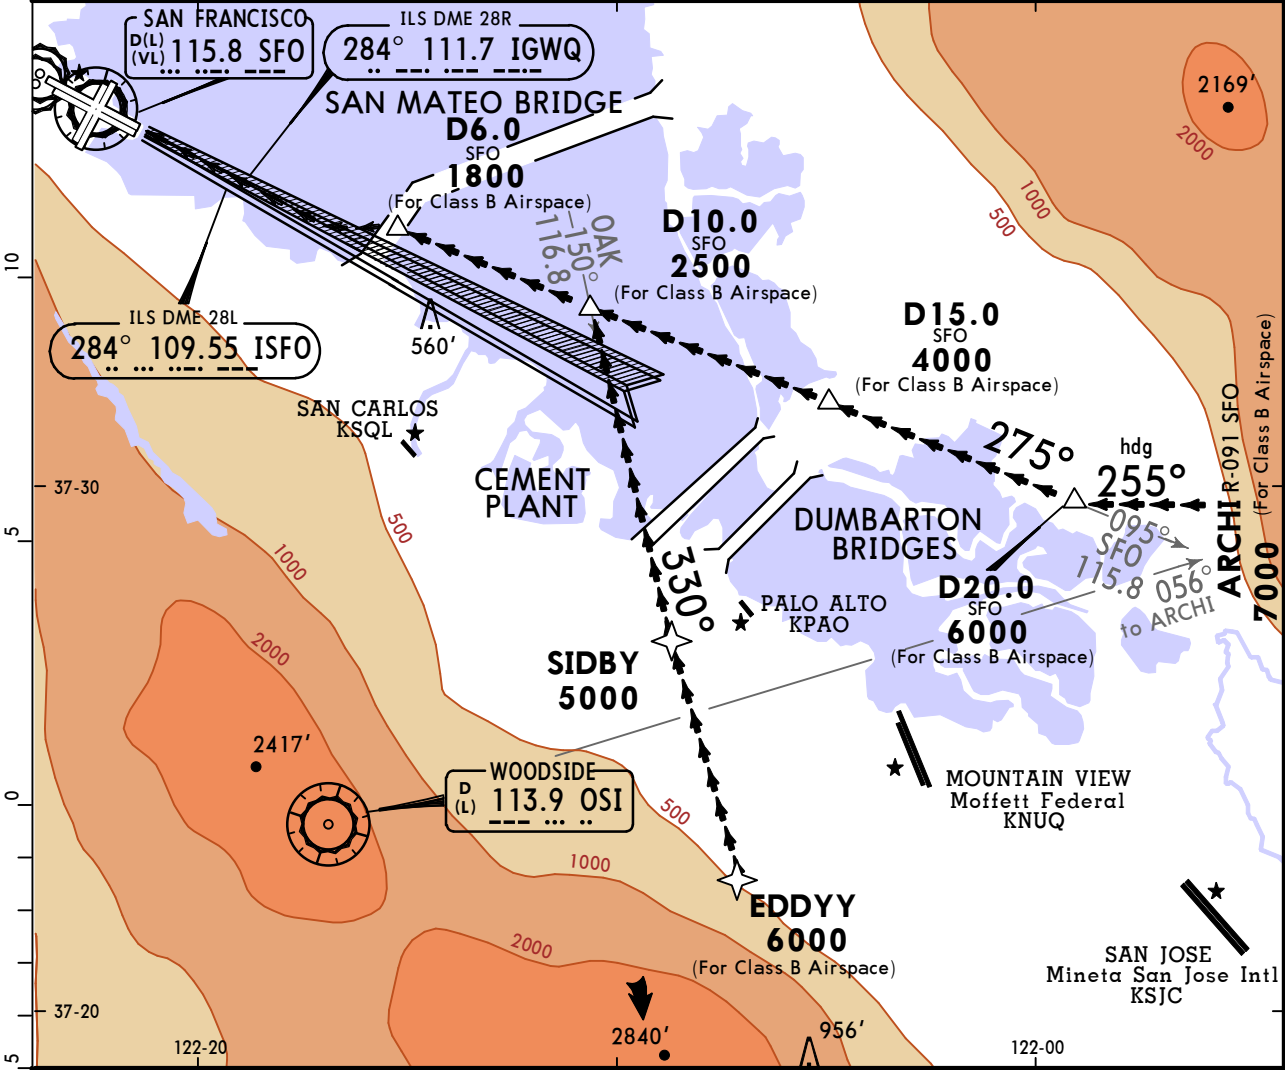 SAN FRANCISCO
D(L)
(VL) 115.8 SFO
ILS DME 28R
284° 111.7 IGWQ
SAN MATEO BRIDGE
D6.0
SFO
1800
(For Class B Airspace)
2169'
2000
1000
500
OAK
150°
116.8
D10.0
SFO
2500
(For Class B Airspace)
10
ILS DME 28L
284° 109.55 ISFO
560'
D15.0
SFO
4000
(For Class B Airspace)
SAN CARLOS
KSQL
275°
hdg
255°
ARCHI R-091 SFO
7000 (For Class B Airspace)
37-30
CEMENT
PLANT
500
5
1000
DUMBARTON
BRIDGES
095°
SFO
115.8
056°
to ARCHI
330°
D20.0
SFO
6000
(For Class B Airspace)
PALO ALTO
KPAO
2000
SIDBY
5000
2417'
WOODSIDE
D
(L) 113.9 OSI
0
500
MOUNTAIN VIEW
Moffett Federal
KNUQ
1000
EDDYY
6000
(For Class B Airspace)
2000
SAN JOSE
Mineta San Jose Intl
KSJC
37-20
2840'
956'
122-20
122-00
5